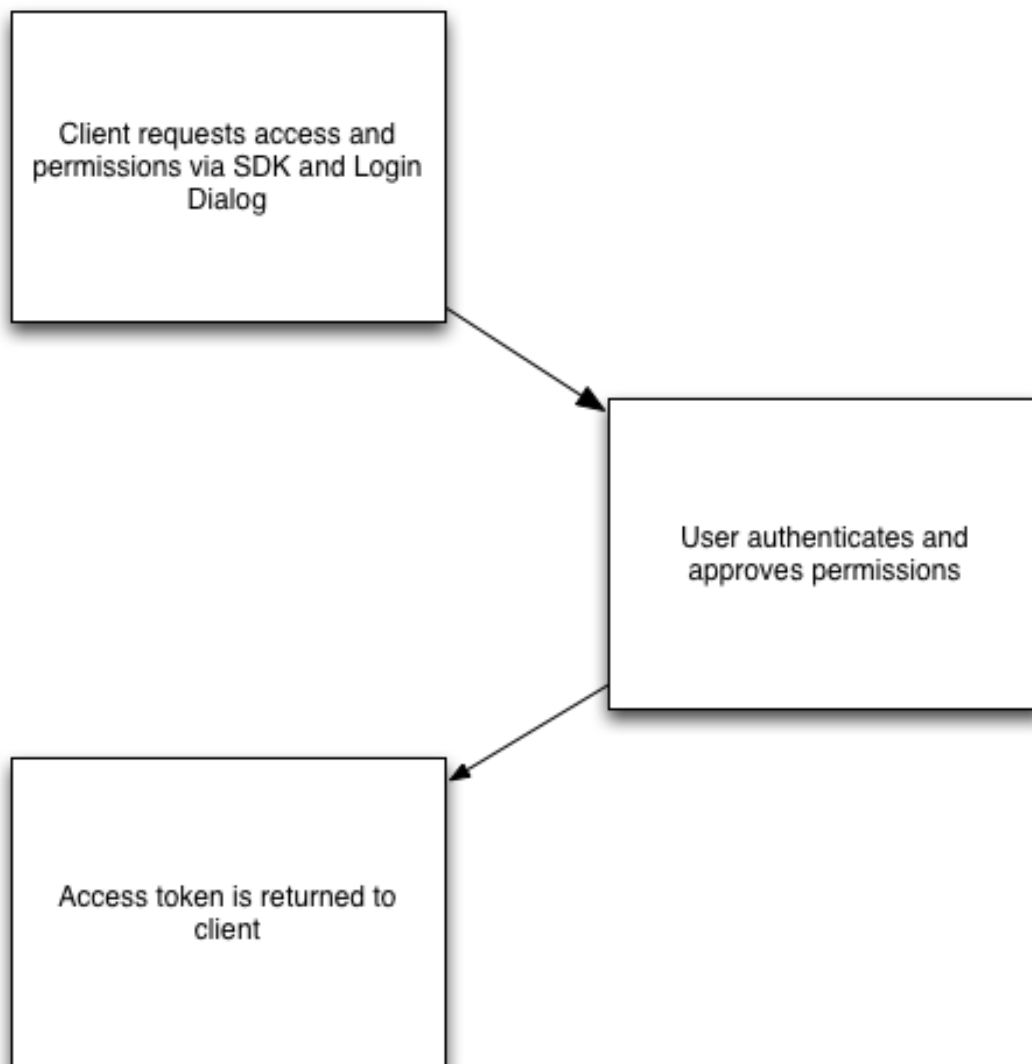 Client requests access and
permissions via SDK and Login
Dialog
User authenticates and
approves permissions
Access token is returned to
client